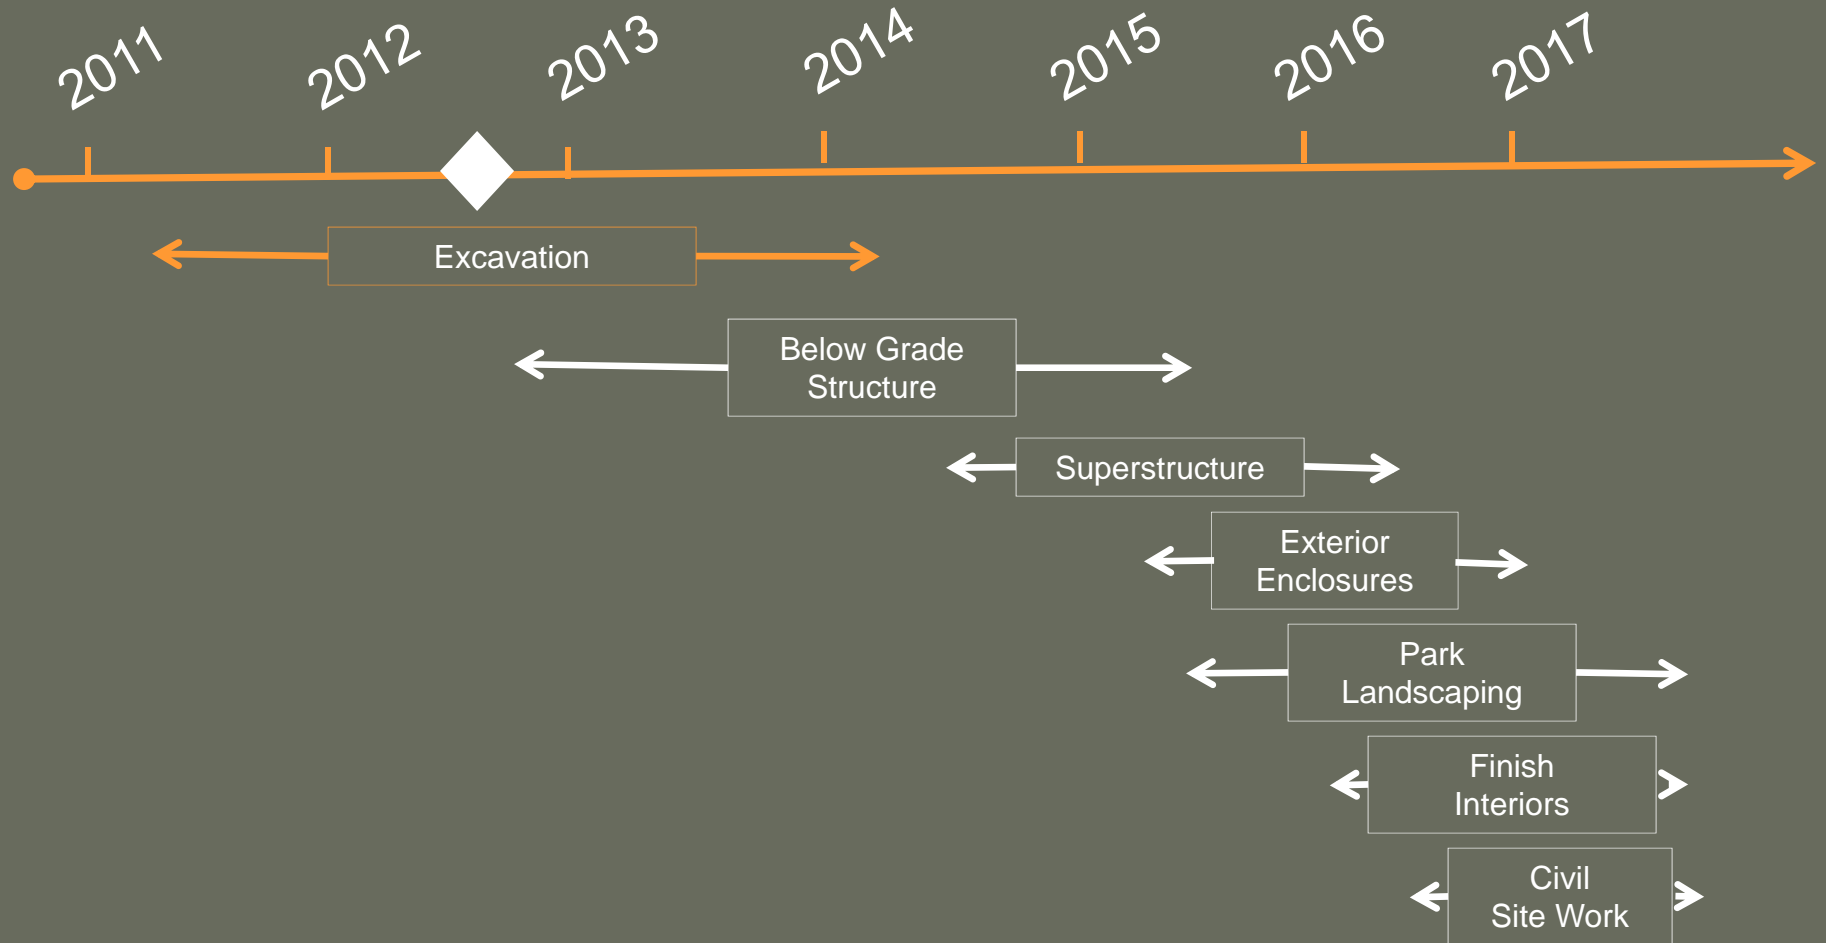 2011 2012 2013 2014 2015 2016 2017
Excavation
Below Grade
Structure
Superstructure
Exterior
Enclosures
Park
Landscaping
Finish
Interiors
Civil
Site Work